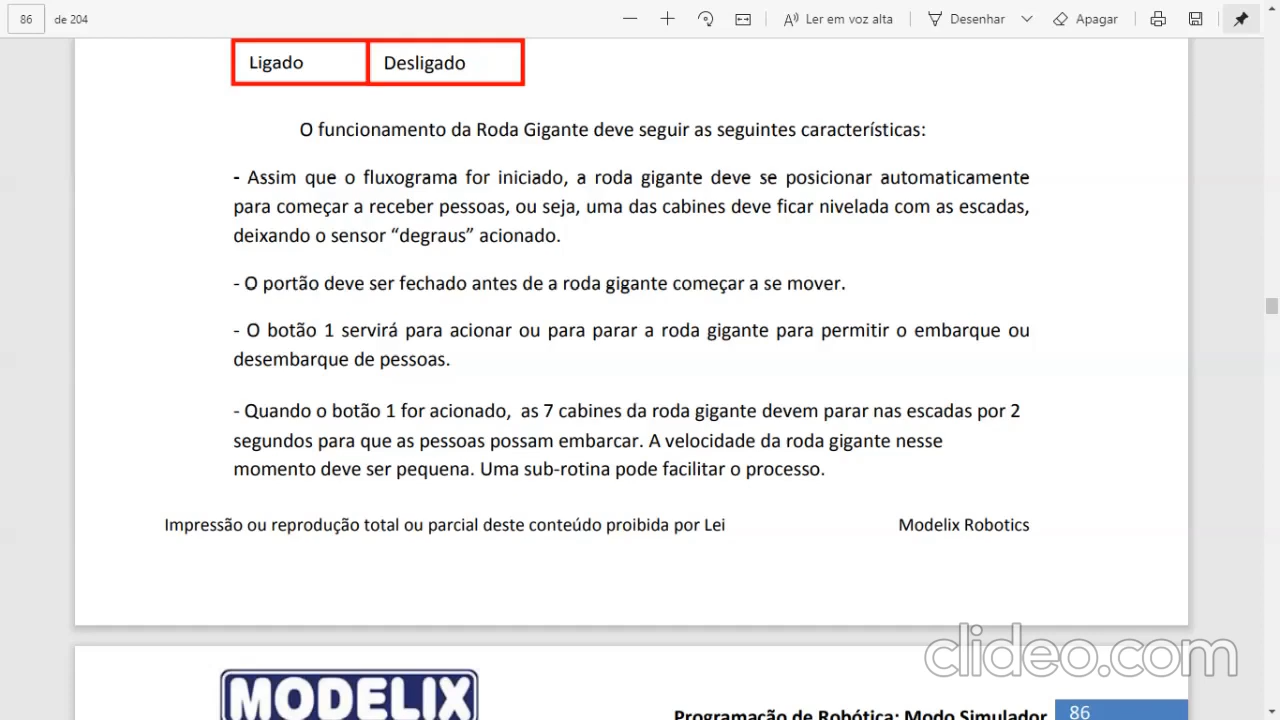 86 de 204 Ler em voz alta Desenhar Apagar
Ligado Desligado
O funcionamento da Roda Gigante deve seguir as seguintes características:
- Assim que o fluxograma for iniciado, a roda gigante deve se posicionar automaticamente
para começar a receber pessoas, ou seja, uma das cabines deve ficar nivelada com as escadas,
deixando o sensor “degraus” acionado.
- O portão deve ser fechado antes de a roda gigante começar a se mover.
- O botão 1 servirá para acionar ou para parar a roda gigante para permitir o embarque ou
desembarque de pessoas.
- Quando o botão 1 for acionado, as 7 cabines da roda gigante devem parar nas escadas por 2
segundos para que as pessoas possam embarcar. A velocidade da roda gigante nesse
momento deve ser pequena. Uma sub-rotina pode facilitar o processo.
Impressão ou reprodução total ou parcial deste conteúdo proibida por Lei Modelix Robotics
clideo.com
MODELIX
Programação de Robótica: Modo Simulador 86